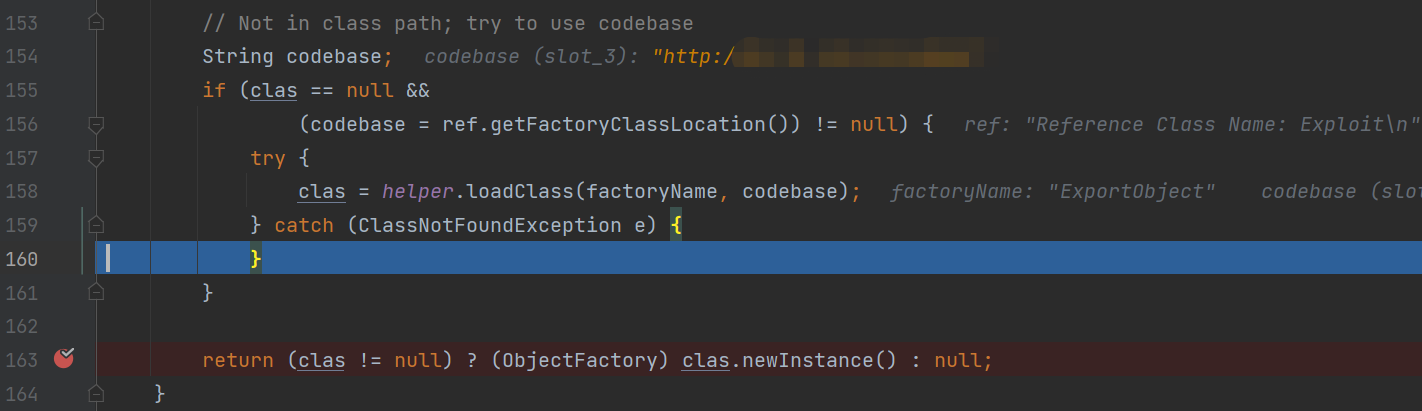 153 // Not in class path; try to use codebase
154 String codebase; codebase (slot_3): "http:/
155 if (clas == null &&
156 (codebase = ref.getFactoryClassLocation()) != null) { ref: "Reference Class Name: Exploit\n"
157 try {
158 clas = helper.loadClass(factoryName, codebase); factoryName: "ExportObject" codebase (slot
159 } catch (ClassNotFoundException e) {
160 }
161 }
162
163 return (clas != null) ? (ObjectFactory) clas.newInstance() : null;
164 }